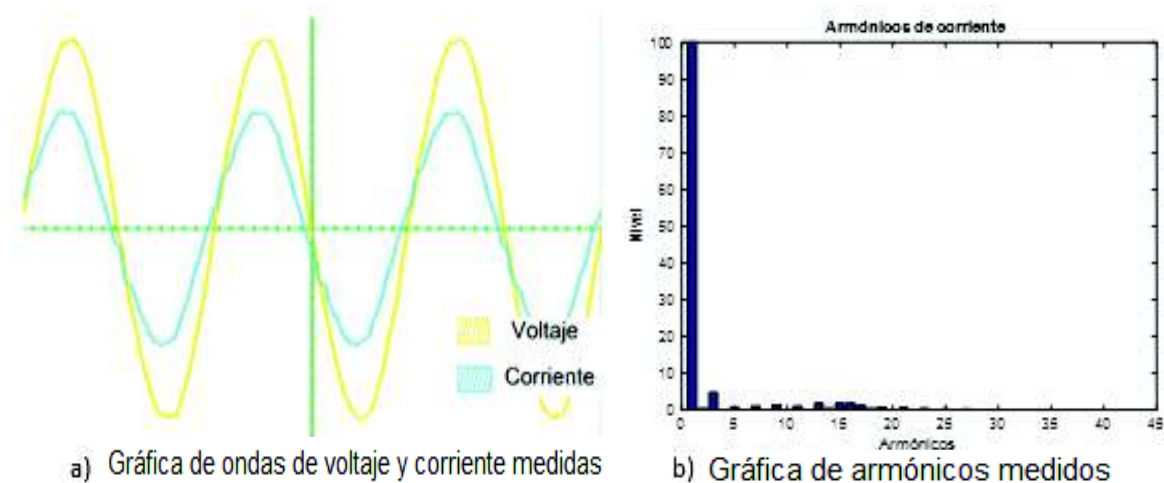 Voltaje
Corriente
a) Gráfica de ondas de voltaje y corriente medidas
Armónicos de corriente
Nivel
100
90
80
70
60
50
40
30
20
10
0
0 5 10 15 20 25 30 35 40 45
Armónicos
b) Gráfica de armónicos medidos